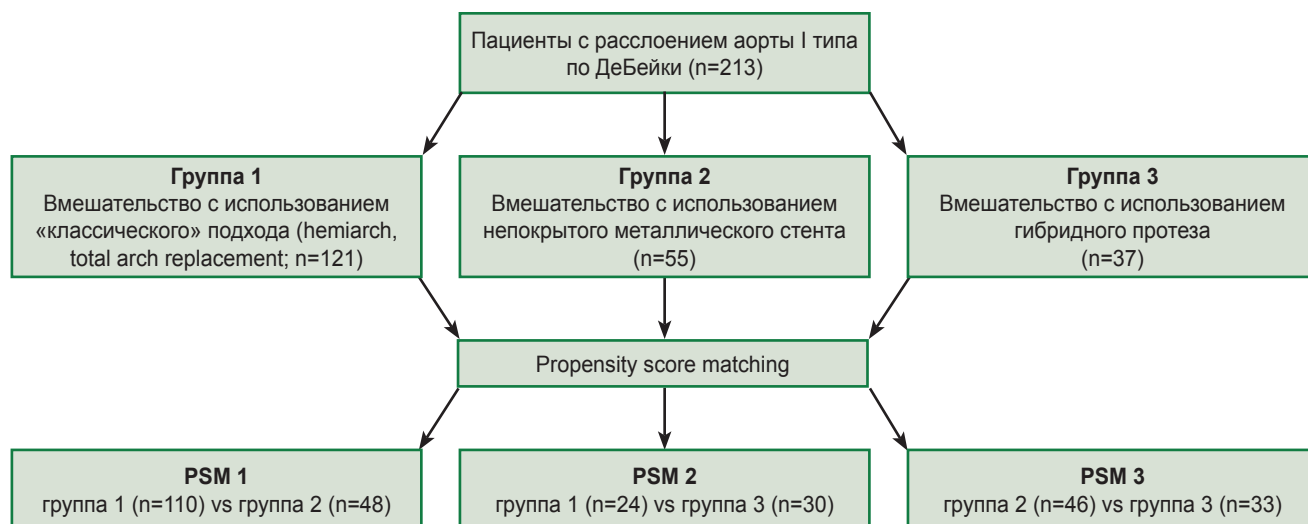 Пациенты с расслоением аорты I типа
по ДеБейки (n=213)
Группа 1
Вмешательство с использованием
«классического» подхода (hemiarch,
total arch replacement; n=121)
Группа 2
Вмешательство с использованием
непокрытого металлического стента
(n=55)
Группа 3
Вмешательство с использованием
гибридного протеза
(n=37)
Propensity score matching
PSM 1
группа 1 (n=110) vs группа 2 (n=48)
PSM 2
группа 1 (n=24) vs группа 3 (n=30)
PSM 3
группа 2 (n=46) vs группа 3 (n=33)